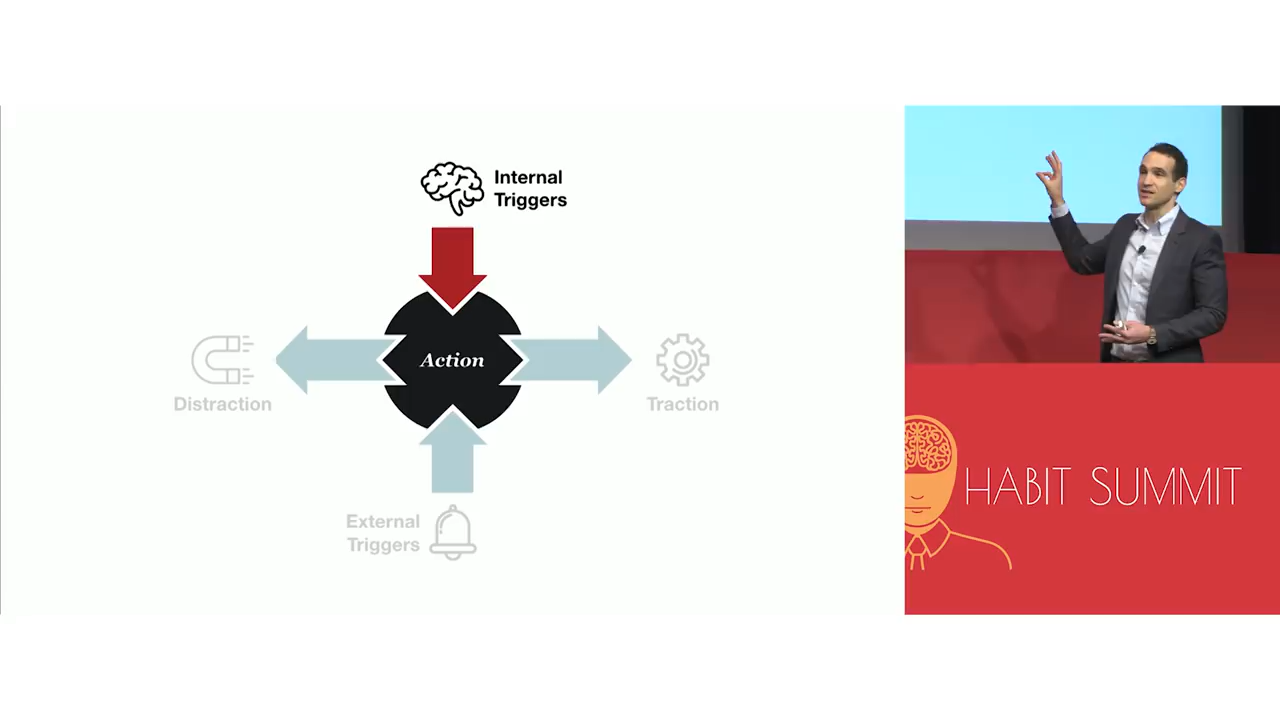 Internal
Triggers
Action
Distraction
Traction
External
Triggers
HABIT SUMMIT